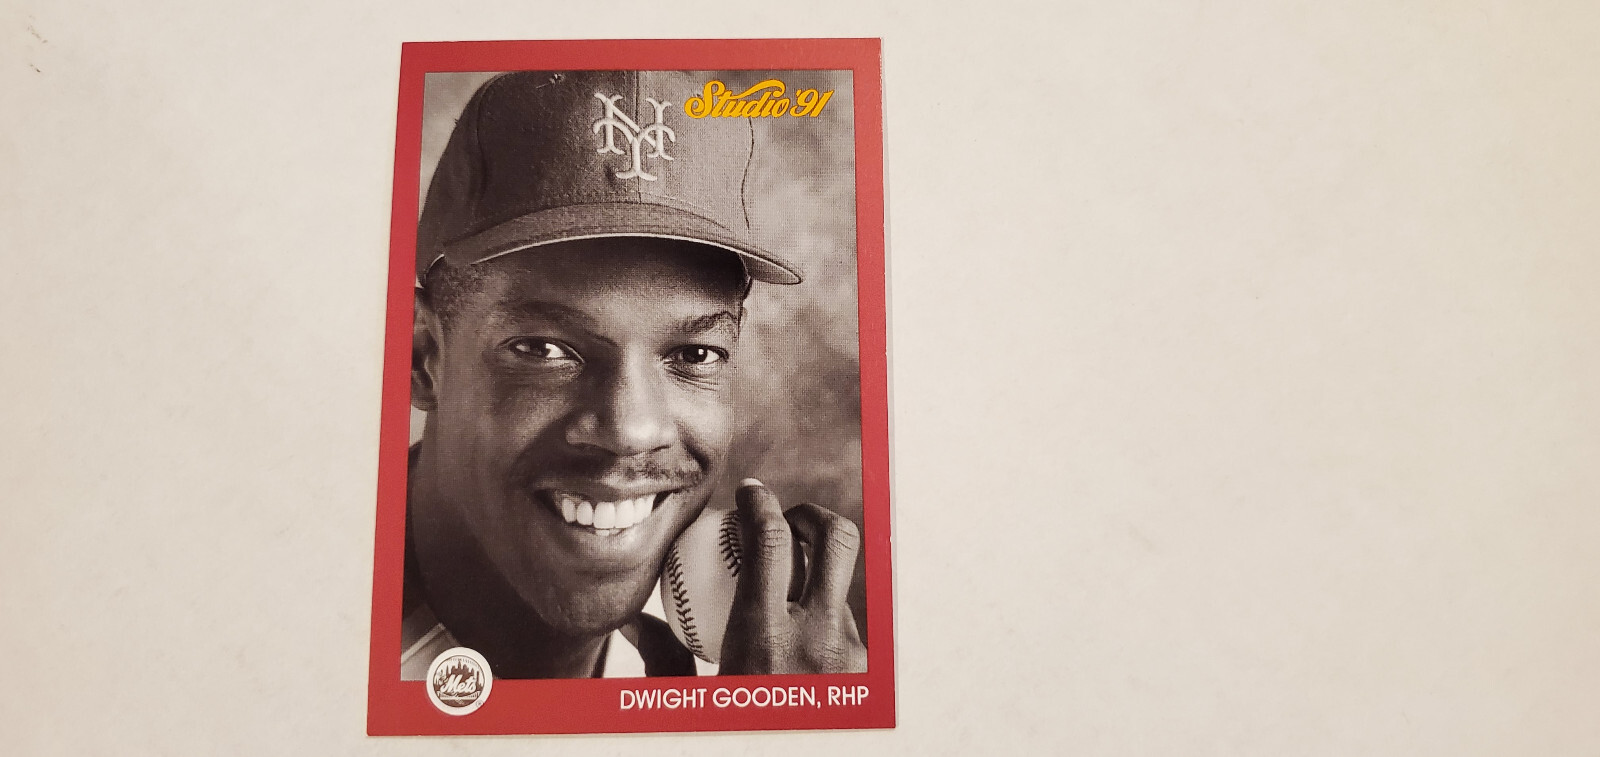 Studio '91
NY
Mets
DWIGHT GOODEN, RHP